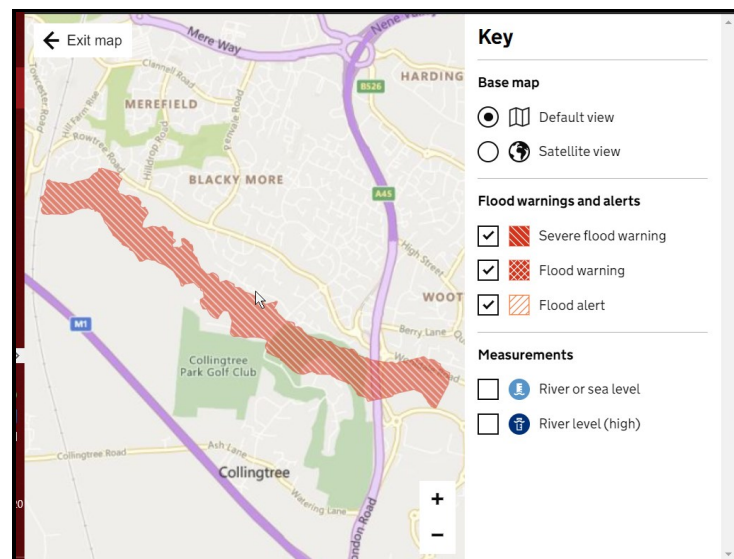 Exit map
Mere Way
Nene Valley
Clannell Road
B526
HARDING
Towcester Road
Hill Farm Rise
MEREFIELD
Penvale Road
Rowtree Road
Hilldrop Road
BLACKY MORE
A45
High Street
WOOT
M1
Berry Lane
Collingtree
Park Golf Club
Ash Lane
Collingtree Road
Collingtree
Watering Lane
ondon Road
+
−
Key
Base map
Default view
Satellite view
Flood warnings and alerts
Severe flood warning
Flood warning
Flood alert
Measurements
River or sea level
River level (high)